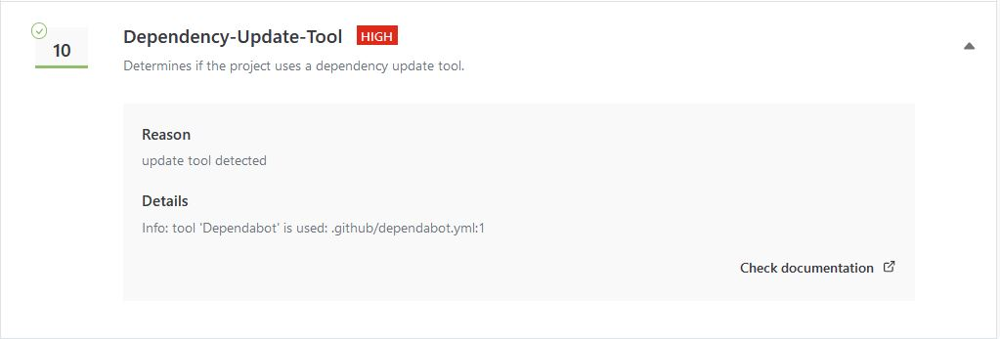 10
Dependency-Update-Tool HIGH
Determines if the project uses a dependency update tool.
Reason
update tool detected
Details
Info: tool 'Dependabot' is used: .github/dependabot.yml:1
Check documentation